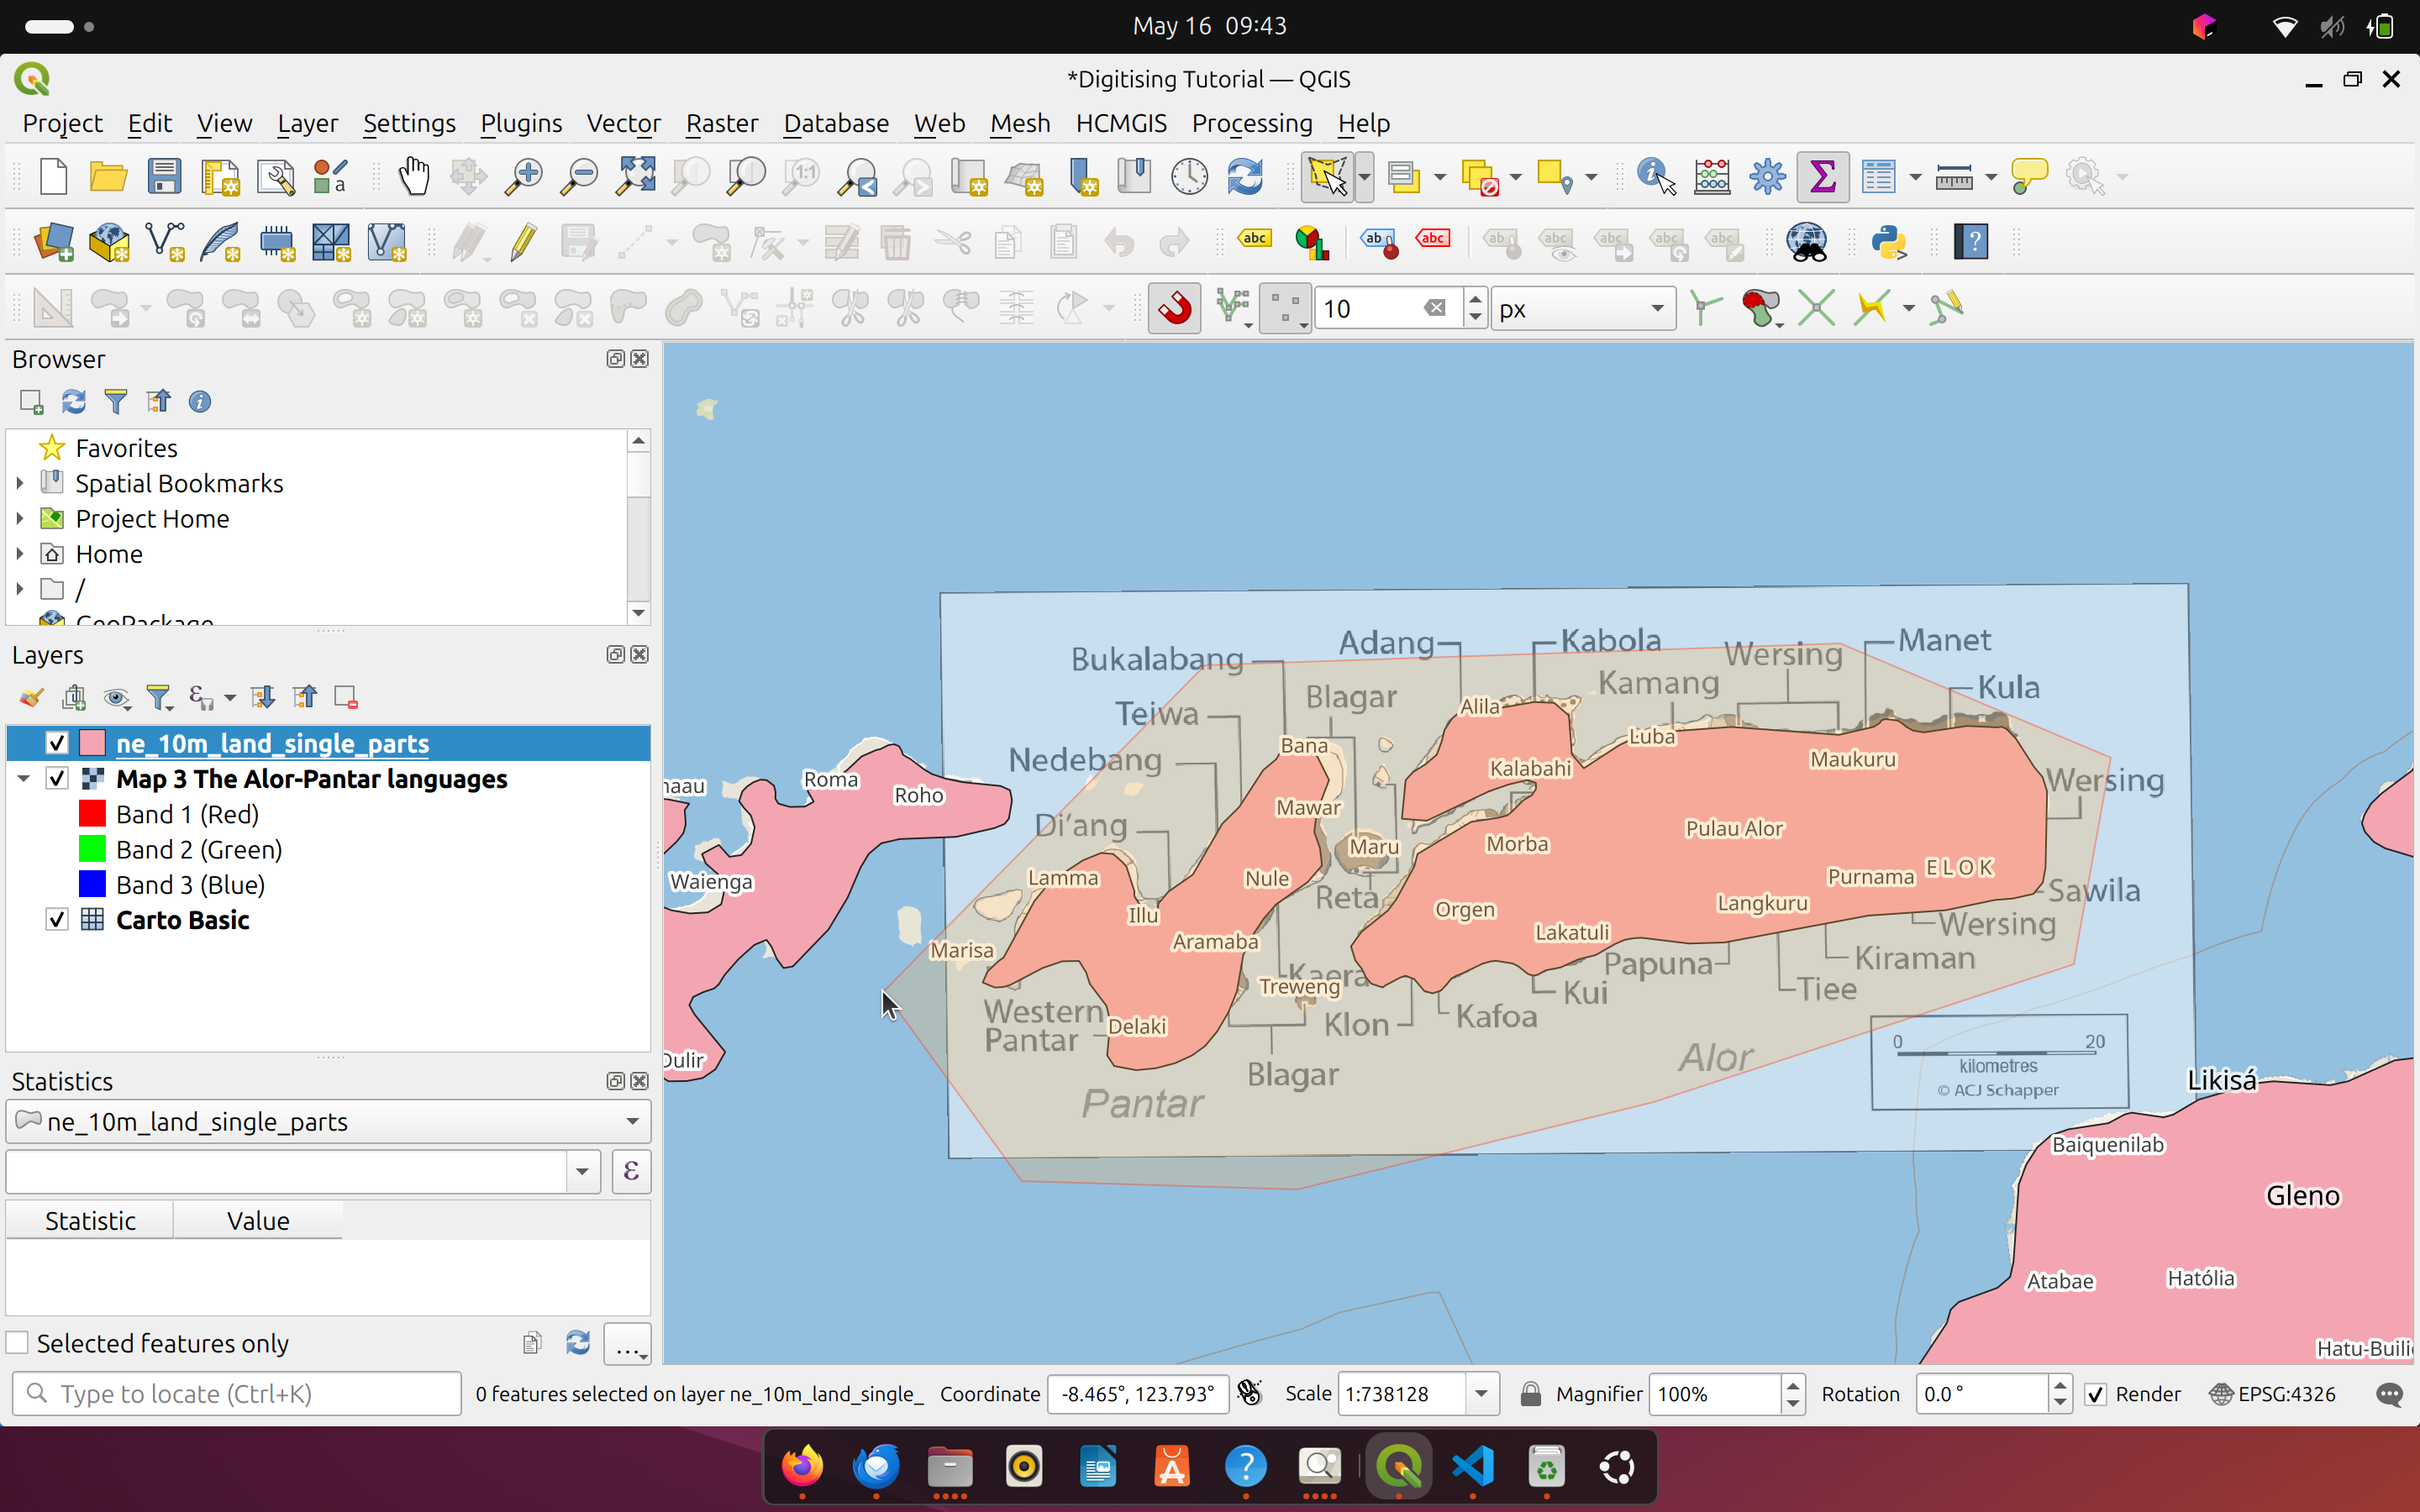 May 16 09:43
*Digitising Tutorial — QGIS
Project Edit View Layer Settings Plugins Vector Raster Database Web Mesh HCMGIS Processing Help
10 px
Browser
Favorites
Spatial Bookmarks
Project Home
Home
/
GeoPackage
Layers
ne_10m_land_single_parts
Map 3 The Alor-Pantar languages
Band 1 (Red)
Band 2 (Green)
Band 3 (Blue)
Carto Basic
Statistics
ne_10m_land_single_parts
ε
Statistic Value
Selected features only
...
Adang
Kabola
Wersing
Manet
Bukalabang
Kamang
Kula
Blagar
Teiwa
Alila
Luba
Bana
Nedebang
Maukuru
Kalabahi
Wersing
Roma
Roho
Mawar
Di'ang
Pulau Alor
Morba
Maru
Waienga
Lamma
Nule
Reta
Purnama
ELOK
Sawila
Illu
Orgen
Langkuru
Wersing
Marisa
Aramaba
Lakatuli
Kiraman
Kaera
Papuna
Treweng
Kui
Tiee
Western
Pantar
Delaki
Klon
Kafoa
Blagar
Alor
Pantar
0 20
kilometres
© ACJ Schapper
Likisá
Baiquenilab
Gleno
Atabae
Hatólia
Type to locate (Ctrl+K)
0 features selected on layer ne_10m_land_single_
Coordinate -8.465°, 123.793°
Scale 1:738128
Magnifier 100%
Rotation 0.0 °
Render
EPSG:4326